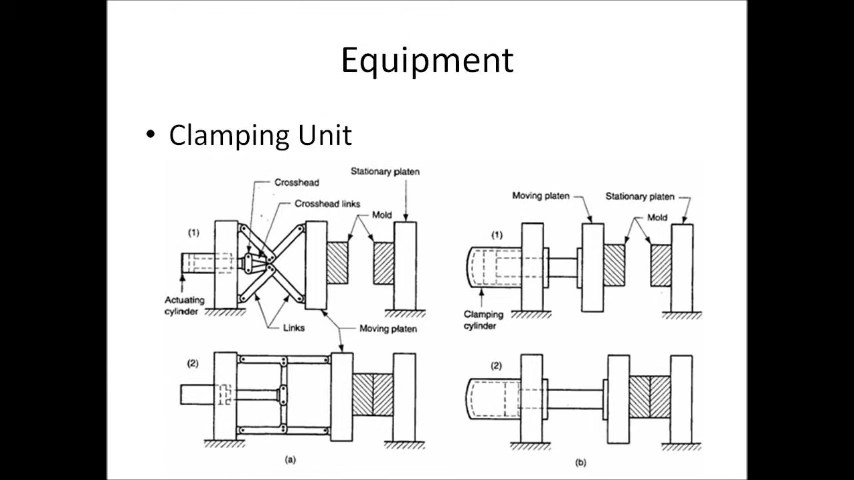 Equipment
• Clamping Unit
Stationary platen
Crosshead
Crosshead links
Mold
(1)
Actuating
cylinder
Links
Moving platen
(2)
(a)
Moving platen
Stationary platen
Mold
(1)
Clamping
cylinder
(2)
(b)